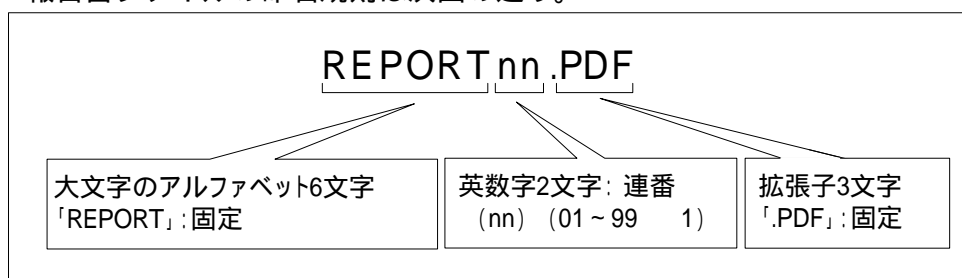 REPORTnn.PDF
大文字のアルファベット6文字
「REPORT」:固定
英数字2文字: 連番
(nn) (01~99 1)
拡張子3文字
「.PDF」:固定